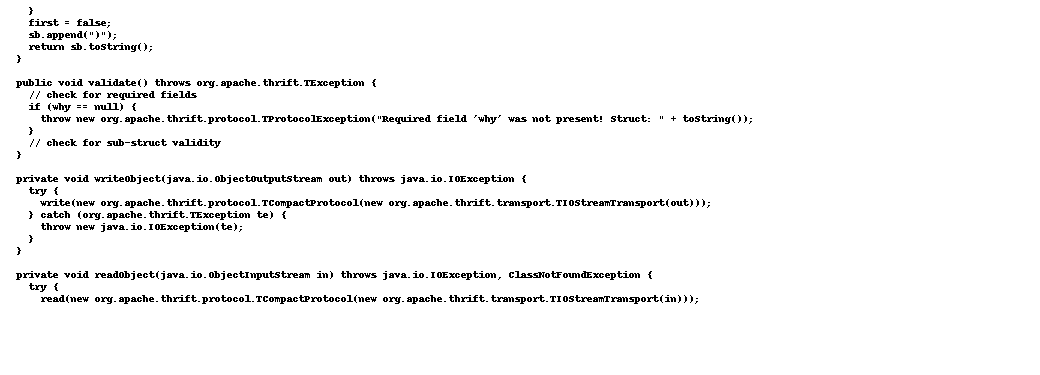 }
    first = false;
    sb.append(")");
    return sb.toString();
  }

  public void validate() throws org.apache.thrift.TException {
    // check for required fields
    if (why == null) {
      throw new org.apache.thrift.protocol.TProtocolException("Required field 'why' was not present! Struct: " + toString());
    }
    // check for sub-struct validity
  }

  private void writeObject(java.io.ObjectOutputStream out) throws java.io.IOException {
    try {
      write(new org.apache.thrift.protocol.TCompactProtocol(new org.apache.thrift.transport.TIOStreamTransport(out)));
    } catch (org.apache.thrift.TException te) {
      throw new java.io.IOException(te);
    }
  }

  private void readObject(java.io.ObjectInputStream in) throws java.io.IOException, ClassNotFoundException {
    try {
      read(new org.apache.thrift.protocol.TCompactProtocol(new org.apache.thrift.transport.TIOStreamTransport(in)));